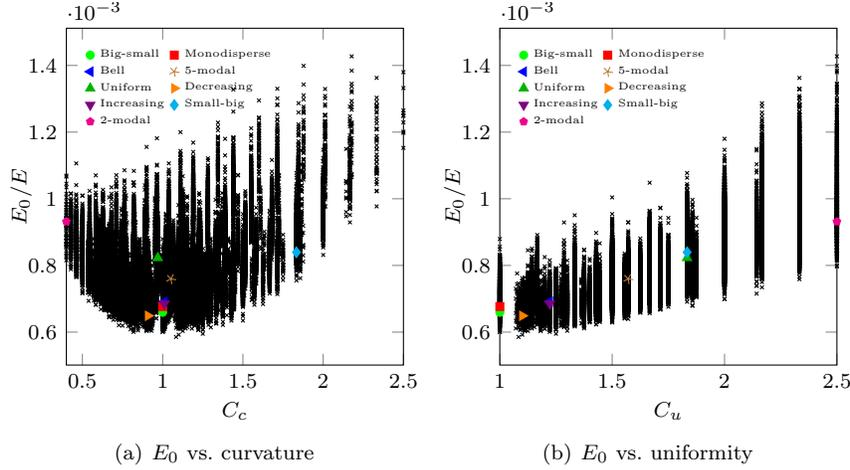 ·10⁻³
1.4
1.2
1
0.8
0.6
E₀/E
Big-small
Monodisperse
Bell
5-modal
Uniform
Decreasing
Increasing
Small-big
2-modal
0.5 1 1.5 2 2.5
C_c
(a) E₀ vs. curvature
·10⁻³
1.4
1.2
1
0.8
0.6
E₀/E
Big-small
Monodisperse
Bell
5-modal
Uniform
Decreasing
Increasing
Small-big
2-modal
1 1.5 2 2.5
C_u
(b) E₀ vs. uniformity